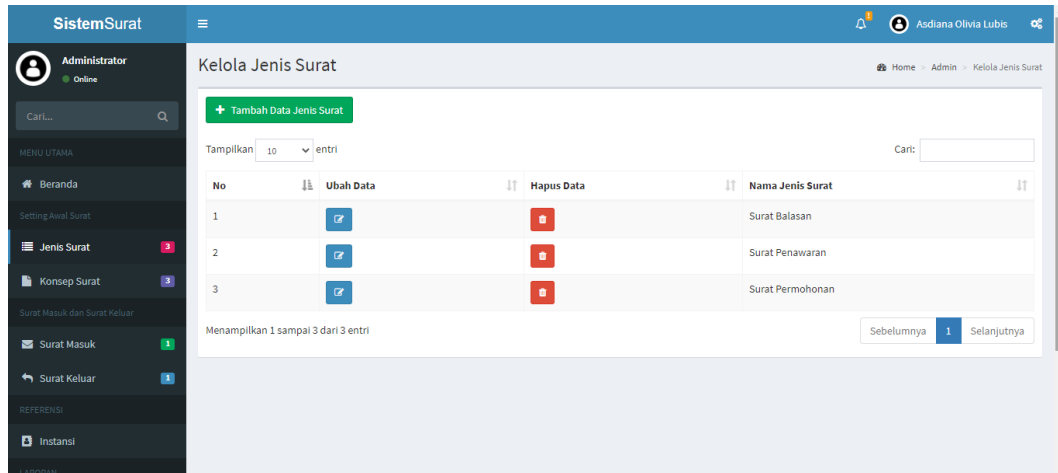 SistemSurat
Asdiana Olivia Lubis
Administrator
Online
Cari...
MENU UTAMA
Beranda
Setting Awal Surat
Jenis Surat 3
Konsep Surat 3
Surat Masuk dan Surat Keluar
Surat Masuk 1
Surat Keluar 1
REFERENSI
Instansi
LAPORAN
Kelola Jenis Surat
Home > Admin > Kelola Jenis Surat
Tambah Data Jenis Surat
Tampilkan 10 entri
Cari:
No Ubah Data Hapus Data Nama Jenis Surat
1 Surat Balasan
2 Surat Penawaran
3 Surat Permohonan
Menampilkan 1 sampai 3 dari 3 entri
Sebelumnya 1 Selanjutnya